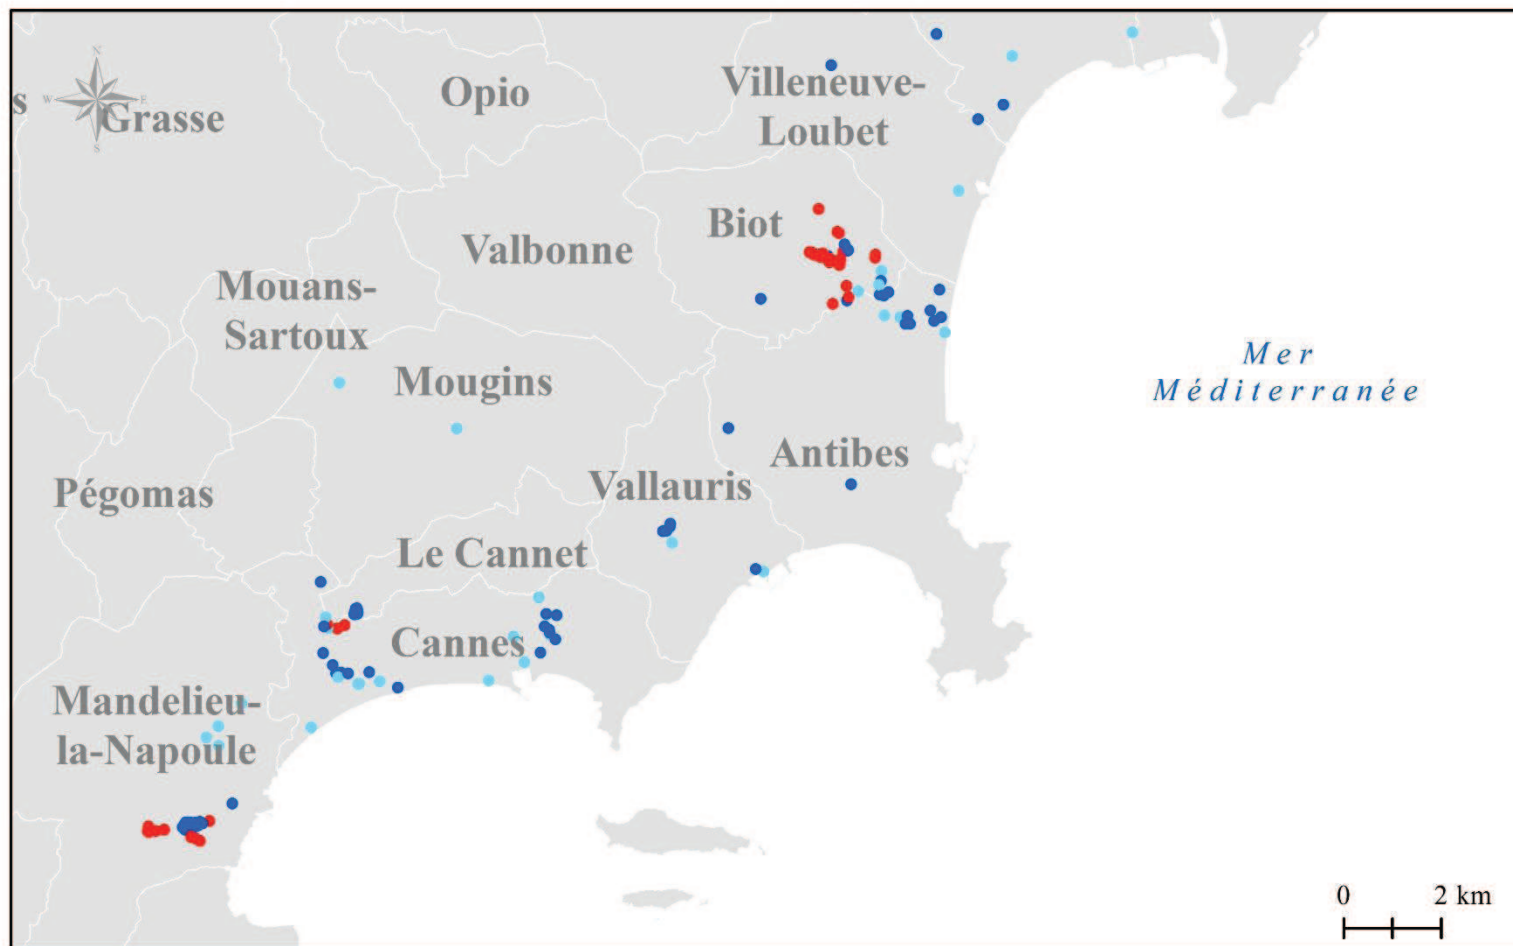 N
W
E
S
s
Grasse
Opio
Villeneuve-
Loubet
Biot
Valbonne
Mouans-
Sartoux
Mougins
Mer
Méditerranée
Antibes
Vallauris
Pégomas
Le Cannet
Cannes
Mandelieu-
la-Napoule
0 2 km